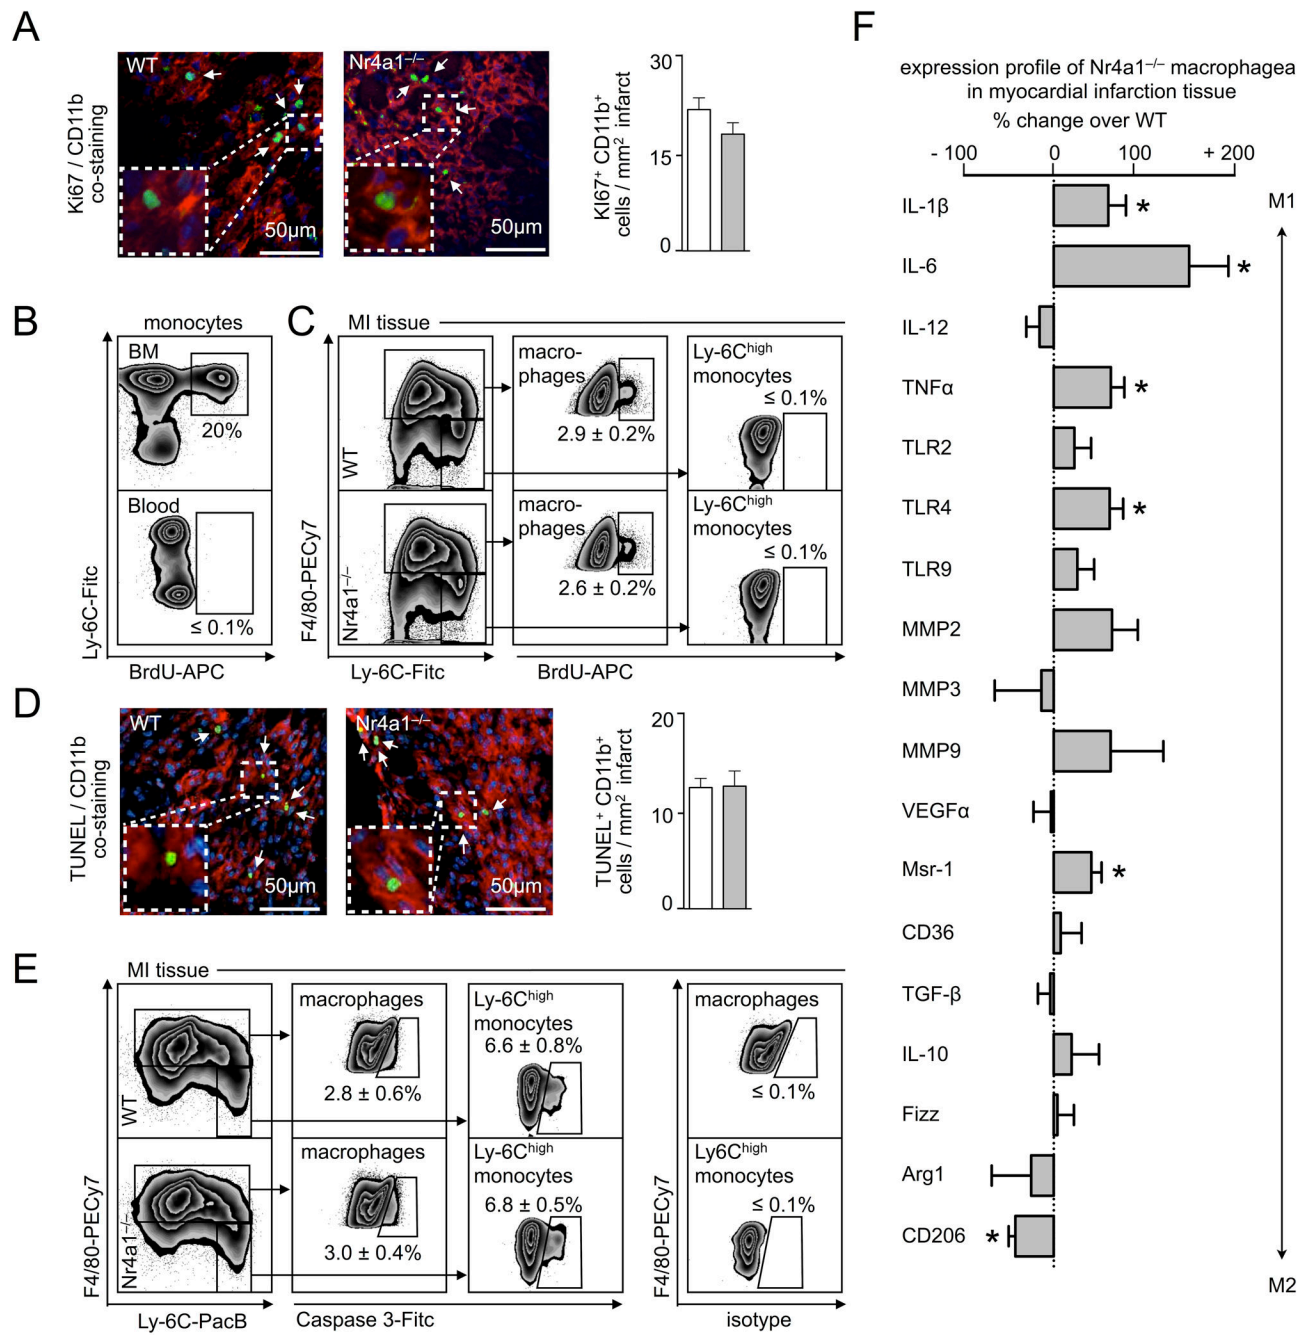 A
Ki67 / CD11b
co-staining
WT
50µm
Nr4a1–/–
50µm
KI67+ CD11b+
cells / mm2 infarct
30
15
0
B
monocytes
BM
20%
Blood
≤ 0.1%
Ly-6C-Fitc
BrdU-APC
C
MI tissue
WT
macro-
phages
2.9 ± 0.2%
Ly-6Chigh
monocytes
≤ 0.1%
Nr4a1–/–
macro-
phages
2.6 ± 0.2%
Ly-6Chigh
monocytes
≤ 0.1%
F4/80-PECy7
Ly-6C-Fitc
BrdU-APC
D
TUNEL / CD11b
co-staining
WT
50µm
Nr4a1–/–
50µm
TUNEL+ CD11b+
cells / mm2 infarct
20
10
0
E
MI tissue
WT
macrophages
2.8 ± 0.6%
Ly-6Chigh
monocytes
6.6 ± 0.8%
macrophages
≤ 0.1%
Nr4a1–/–
macrophages
3.0 ± 0.4%
Ly-6Chigh
monocytes
6.8 ± 0.5%
Ly6Chigh
monocytes
≤ 0.1%
F4/80-PECy7
F4/80-PECy7
Ly-6C-PacB
Caspase 3-Fitc
isotype
F
expression profile of Nr4a1–/– macrophagea
in myocardial infarction tissue
% change over WT
- 100
0
100
+ 200
IL-1β
*
M1
IL-6
*
IL-12
TNFα
*
TLR2
TLR4
*
TLR9
MMP2
MMP3
MMP9
VEGFα
Msr-1
*
CD36
TGF-β
IL-10
Fizz
Arg1
CD206
*
M2